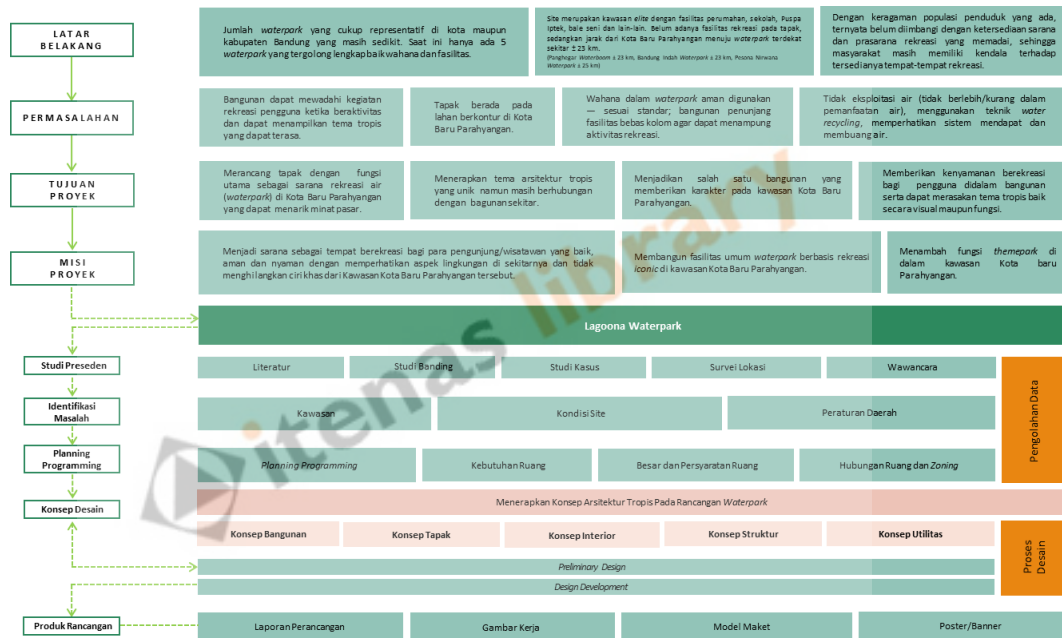 LATAR
BELAKANG
Jumlah waterpark yang cukup representatif di kota maupun
kabupaten Bandung yang masih sedikit. Saat ini hanya ada 5
waterpark yang tergolong lengkap baik wahana dan fasilitas.
Site merupakan kawasan elite dengan fasilitas perumahan, sekolah, Puspa
Iptek, bale seni dan lain-lain. Belum adanya fasilitas rekreasi pada tapak,
sedangkan jarak dari Kota Baru Parahyangan menuju waterpark terdekat
sekitar ± 23 km.
(Panghegar Waterboom ± 23 km, Bandung Indah Waterpark ± 23 km, Pesona Nirwana
Waterpark ± 25 km)
Dengan keragaman populasi penduduk yang ada,
ternyata belum diimbangi dengan ketersediaan sarana
dan prasarana rekreasi yang memadai, sehingga
masyarakat masih memiliki kendala terhadap
tersedianya tempat-tempat rekreasi.
PERMASALAHAN
Bangunan dapat mewadahi kegiatan
rekreasi pengguna ketika beraktivitas
dan dapat menampilkan tema tropis
yang dapat terasa.
Tapak berada pada
lahan berkontur di Kota
Baru Parahyangan.
Wahana dalam waterpark aman digunakan
— sesuai standar; bangunan penunjang
fasilitas bebas kolom agar dapat menampung
aktivitas rekreasi.
Tidak eksploitasi air (tidak berlebih/kurang dalam
pemanfaatan air), menggunakan teknik water
recycling, memperhatikan sistem mendapat dan
membuang air.
TUJUAN
PROYEK
Merancang tapak dengan fungsi
utama sebagai sarana rekreasi air
(waterpark) di Kota Baru Parahyangan
yang dapat menarik minat pasar.
Menerapkan tema arsitektur tropis
yang unik namun masih berhubungan
dengan bagunan sekitar.
Menjadikan salah satu bangunan yang
memberikan karakter pada kawasan Kota Baru
Parahyangan.
Memberikan kenyamanan berekreasi
bagi pengguna didalam bangunan
serta dapat merasakan tema tropis baik
secara visual maupun fungsi.
MISI
PROYEK
Menjadi sarana sebagai tempat berekreasi bagi para pengunjung/wisatawan yang baik,
aman dan nyaman dengan memperhatikan aspek lingkungan di sekitarnya dan tidak
menghilangkan ciri khas dari Kawasan Kota Baru Parahyangan tersebut.
Membangun fasilitas umum waterpark berbasis rekreasi
iconic di kawasan Kota Baru Parahyangan.
Menambah fungsi themepark di
dalam kawasan Kota baru
Parahyangan.
Lagoona Waterpark
Studi Preseden
Literatur
Studi Banding
Studi Kasus
Survei Lokasi
Wawancara
Identifikasi
Masalah
Kawasan
Kondisi Site
Peraturan Daerah
Pengolahan Data
Planning
Programming
Planning Programming
Kebutuhan Ruang
Besar dan Persyaratan Ruang
Hubungan Ruang dan Zoning
Konsep Desain
Menerapkan Konsep Arsitektur Tropis Pada Rancangan Waterpark
Konsep Bangunan
Konsep Tapak
Konsep Interior
Konsep Struktur
Konsep Utilitas
Proses
Desain
Preliminary Design
Design Development
Produk Rancangan
Laporan Perancangan
Gambar Kerja
Model Maket
Poster/Banner
itenas library